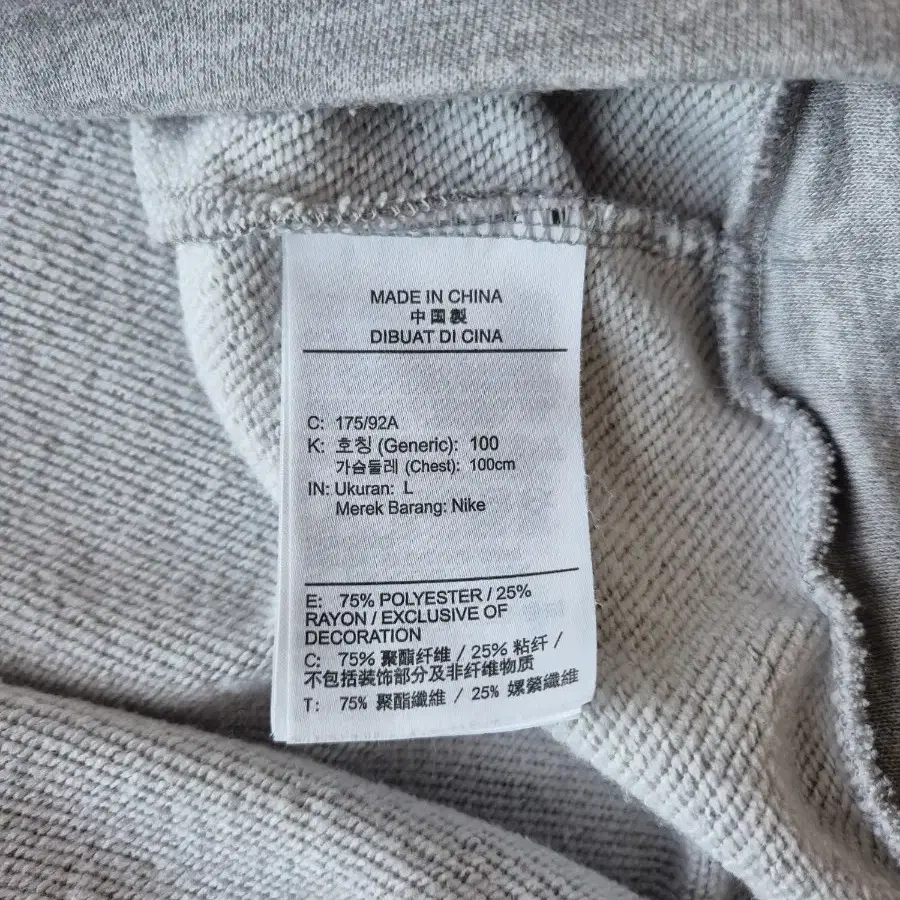 MADE IN CHINA
中国製
DIBUAT DI CINA
C: 175/92A
K: 호칭 (Generic): 100
가슴둘레 (Chest): 100cm
IN: Ukuran: L
Merek Barang: Nike
E: 75% POLYESTER / 25%
RAYON / EXCLUSIVE OF
DECORATION
C: 75% 聚酯纤维 / 25% 粘纤 /
不包括装饰部分及非纤维物质
T: 75% 聚酯纖維 / 25% 嫘縈纖維